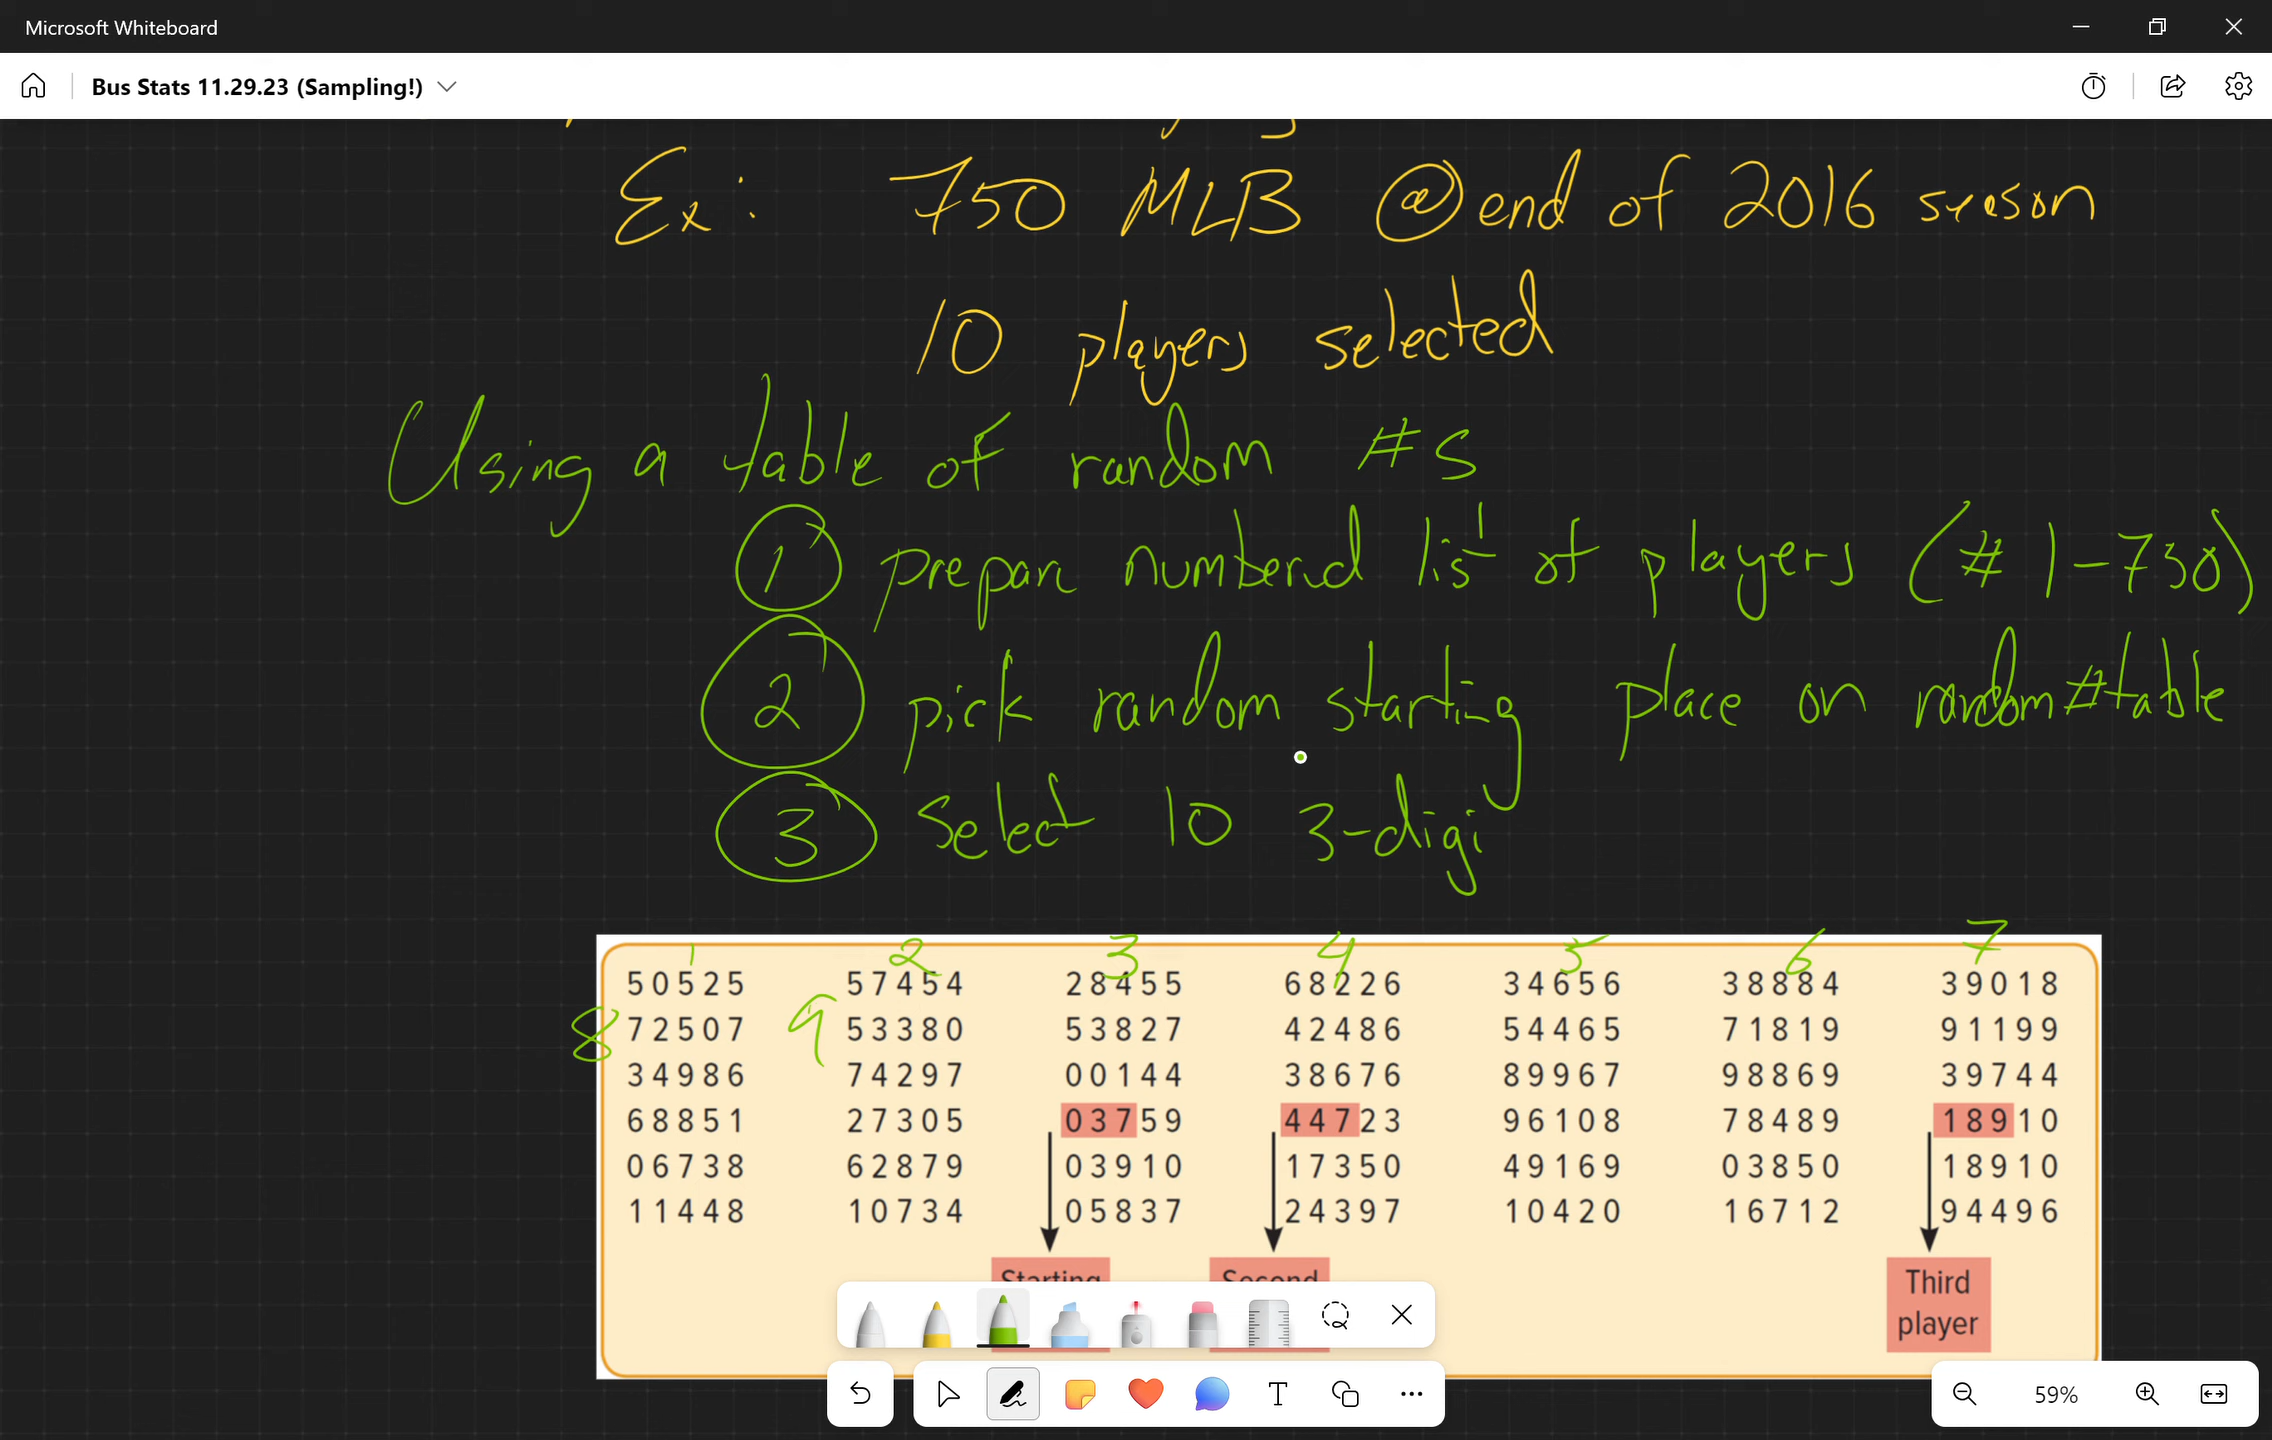 Microsoft Whiteboard
Bus Stats 11.29.23 (Sampling!)
Ex: 750 MLB @ end of 2016 season
10 players selected
Using a table of random #s
1 prepare numbered list of players (# 1-750)
2 pick random starting place on random # table
3 Select 10 3-digi
1 2 3 4 5 6 7
50525 57454 28455 68226 34656 38884 39018
8 72507 9 53380 53827 42486 54465 71819 91199
34986 74297 00144 38676 89967 98869 39744
68851 27305 03759 44723 96108 78489 18910
06738 62879 03910 17350 49169 03850 18910
11448 10734 05837 24397 10420 16712 94496
Starting Second Third
player
59%